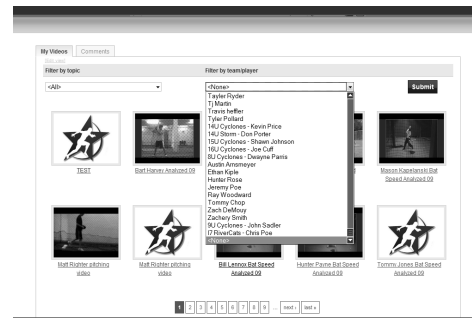 My Videos Comments
Filter by topic Filter by team/player
<All> <None> Submit
Tayler Ryder
Tj Martin
Travis heffler
Tyler Pollard
14U Cyclones - Kevin Price
14U Storm - Don Porter
15U Cyclones - Shawn Johnson
16U Cyclones - Joe Cuff
8U Cyclones - Dwayne Parris
Austin Arnsmeyer
Ethan Kiple
Hunter Rose
Jeremy Poe
Ray Woodward
Tommy Chop
Zach DeMouy
Zachery Smith
9U Cyclones - John Sadler
I7 RiverCats - Chris Poe
<None>
TEST Bart Harvey Analyzed 09 Mason Kapelanski Bat
Speed Analyzed 09
Matt Righter pitching Matt Righter pitching Bill Lennox Bat Speed Hunter Payne Bat Speed Tommy Jones Bat Speed
video video Analyzed 09 Analyzed 09 Analyzed 09
1 2 3 4 5 6 7 8 9 ... next › last »